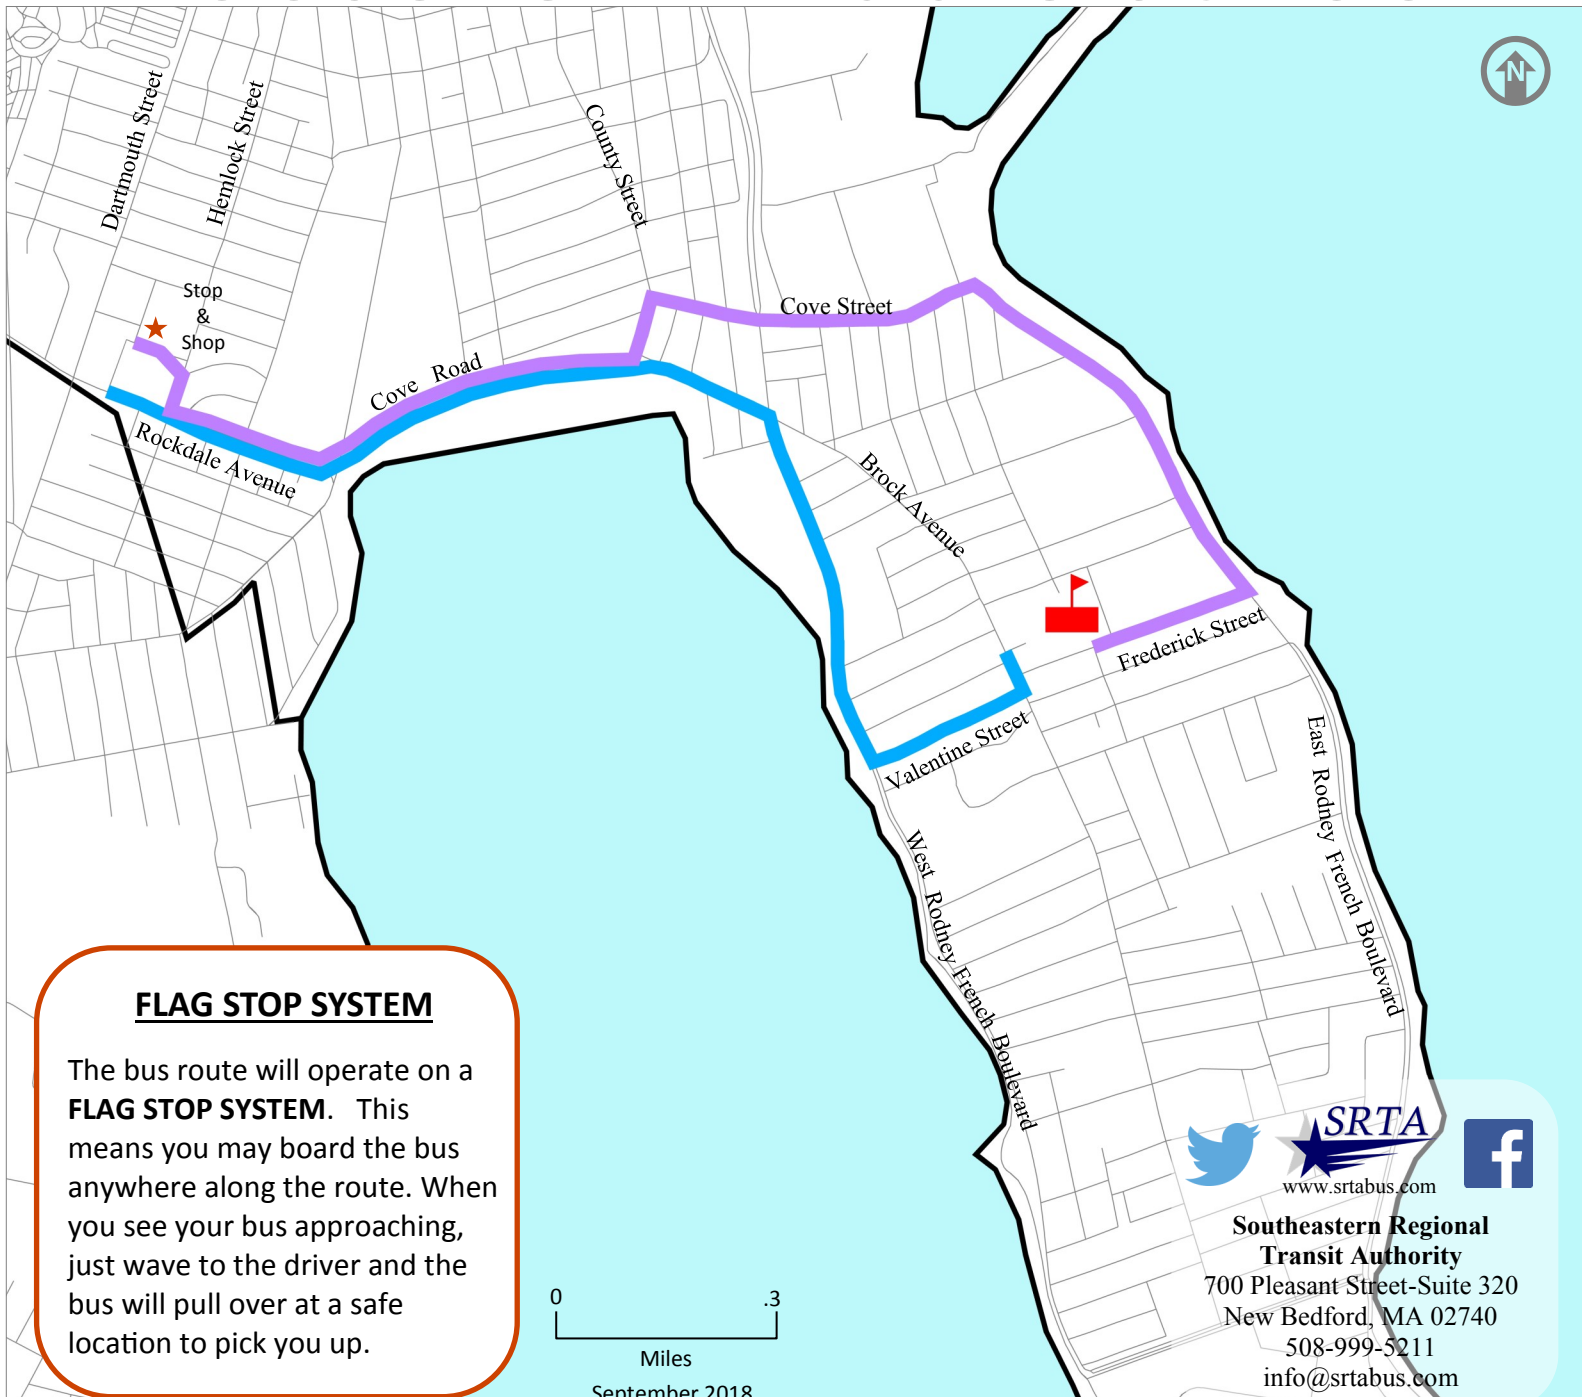 N
Dartmouth Street
Hemlock Street
County Street
Stop
&
Shop
Cove Street
Cove Road
Rockdale Avenue
Brock Avenue
Frederick Street
Valentine Street
West Rodney French Boulevard
East Rodney French Boulevard
FLAG STOP SYSTEM
The bus route will operate on a
FLAG STOP SYSTEM. This
means you may board the bus
anywhere along the route. When
you see your bus approaching,
just wave to the driver and the
bus will pull over at a safe
location to pick you up.
0 .3
Miles
September 2018
SRTA
f
www.srtabus.com
Southeastern Regional
Transit Authority
700 Pleasant Street-Suite 320
New Bedford, MA 02740
508-999-5211
info@srtabus.com